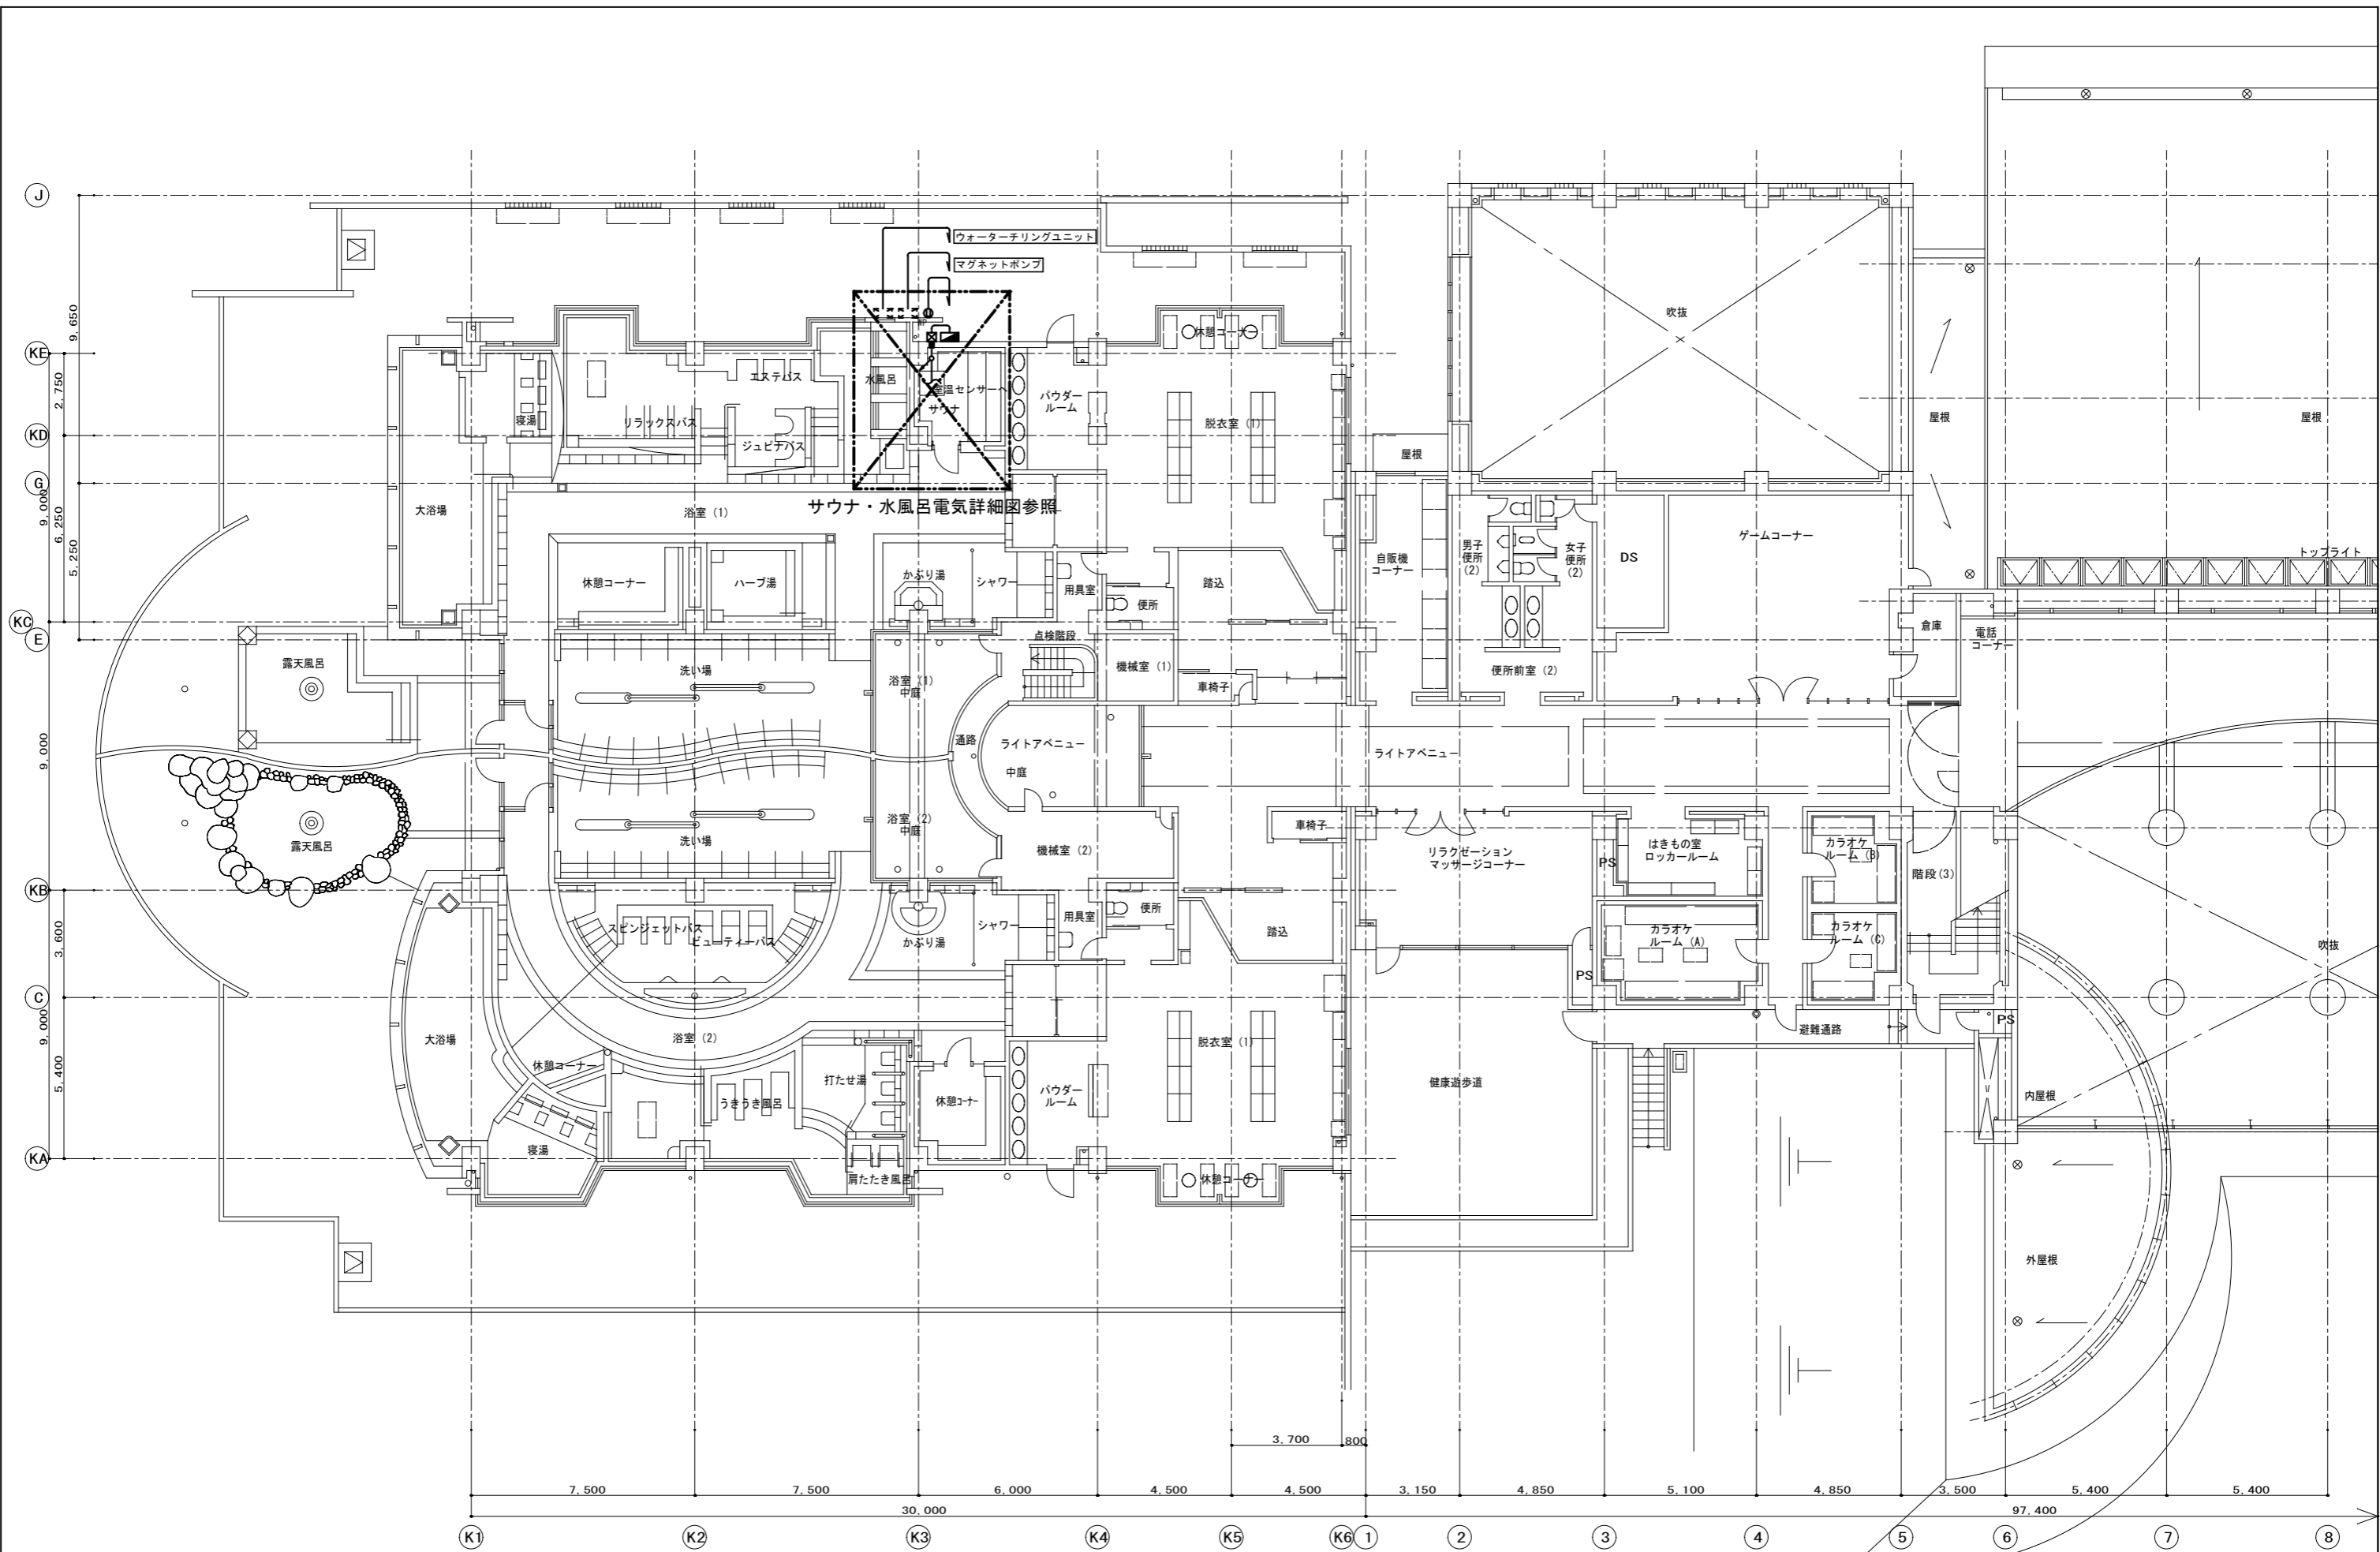 J
ウォーターチリングユニット
マグネットポンプ
9,650
吹抜
KE
休憩コーナー
2,750
エステバス
水風呂
室温センサーへ
パウダー
ルーム
サウナ
脱衣室(1)
寝湯
リラックスバス
屋根
屋根
KD
ジュピナバス
屋根
G
9,000
6,250
5,250
大浴場
浴室(1)
サウナ・水風呂電気詳細図参照
自販機
コーナー
男子
便所
(2)
女子
便所
(2)
DS
ゲームコーナー
トップライト
休憩コーナー
ハーブ湯
かぶり湯
シャワー
用具室
便所
踏込
KC
E
倉庫
電話
コーナー
点検階段
露天風呂
洗い場
浴室(1)
中庭
機械室(1)
車椅子
便所前室(2)
9,000
通路
ライトアベニュー
中庭
ライトアベニュー
露天風呂
洗い場
浴室(2)
中庭
機械室(2)
車椅子
リラクゼーション
マッサージコーナー
PS
はきもの室
ロッカールーム
カラオケ
ルーム(B)
階段(3)
KB
3,600
スピンジェットバス
ビューティーバス
かぶり湯
シャワー
用具室
便所
踏込
カラオケ
ルーム(A)
カラオケ
ルーム(C)
吹抜
PS
C
9,000
5,400
大浴場
浴室(2)
脱衣室(1)
避難通路
PS
休憩コーナー
打たせ湯
うきうき風呂
休憩コーナー
パウダー
ルーム
健康遊歩道
内屋根
KA
寝湯
肩たたき風呂
休憩コーナー
外屋根
3,700
800
7,500
7,500
6,000
4,500
4,500
3,150
4,850
5,100
4,850
3,500
5,400
5,400
30,000
97,400
K1
K2
K3
K4
K5
K6
1
2
3
4
5
6
7
8